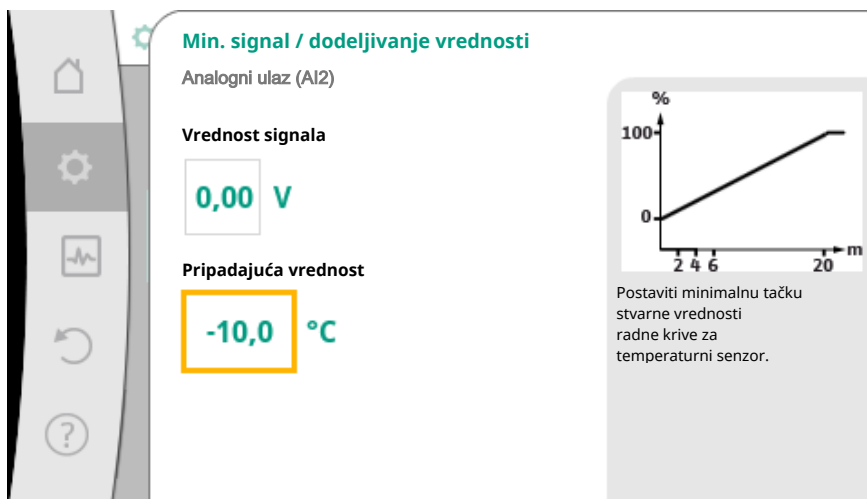 Min. signal / dodeljivanje vrednosti
Analogni ulaz (AI2)
Vrednost signala
0,00 V
Pripadajuća vrednost
-10,0 °C
%
100
0
2 4 6 20 m
Postaviti minimalnu tačku
stvarne vrednosti
radne krive za
temperaturni senzor.
?